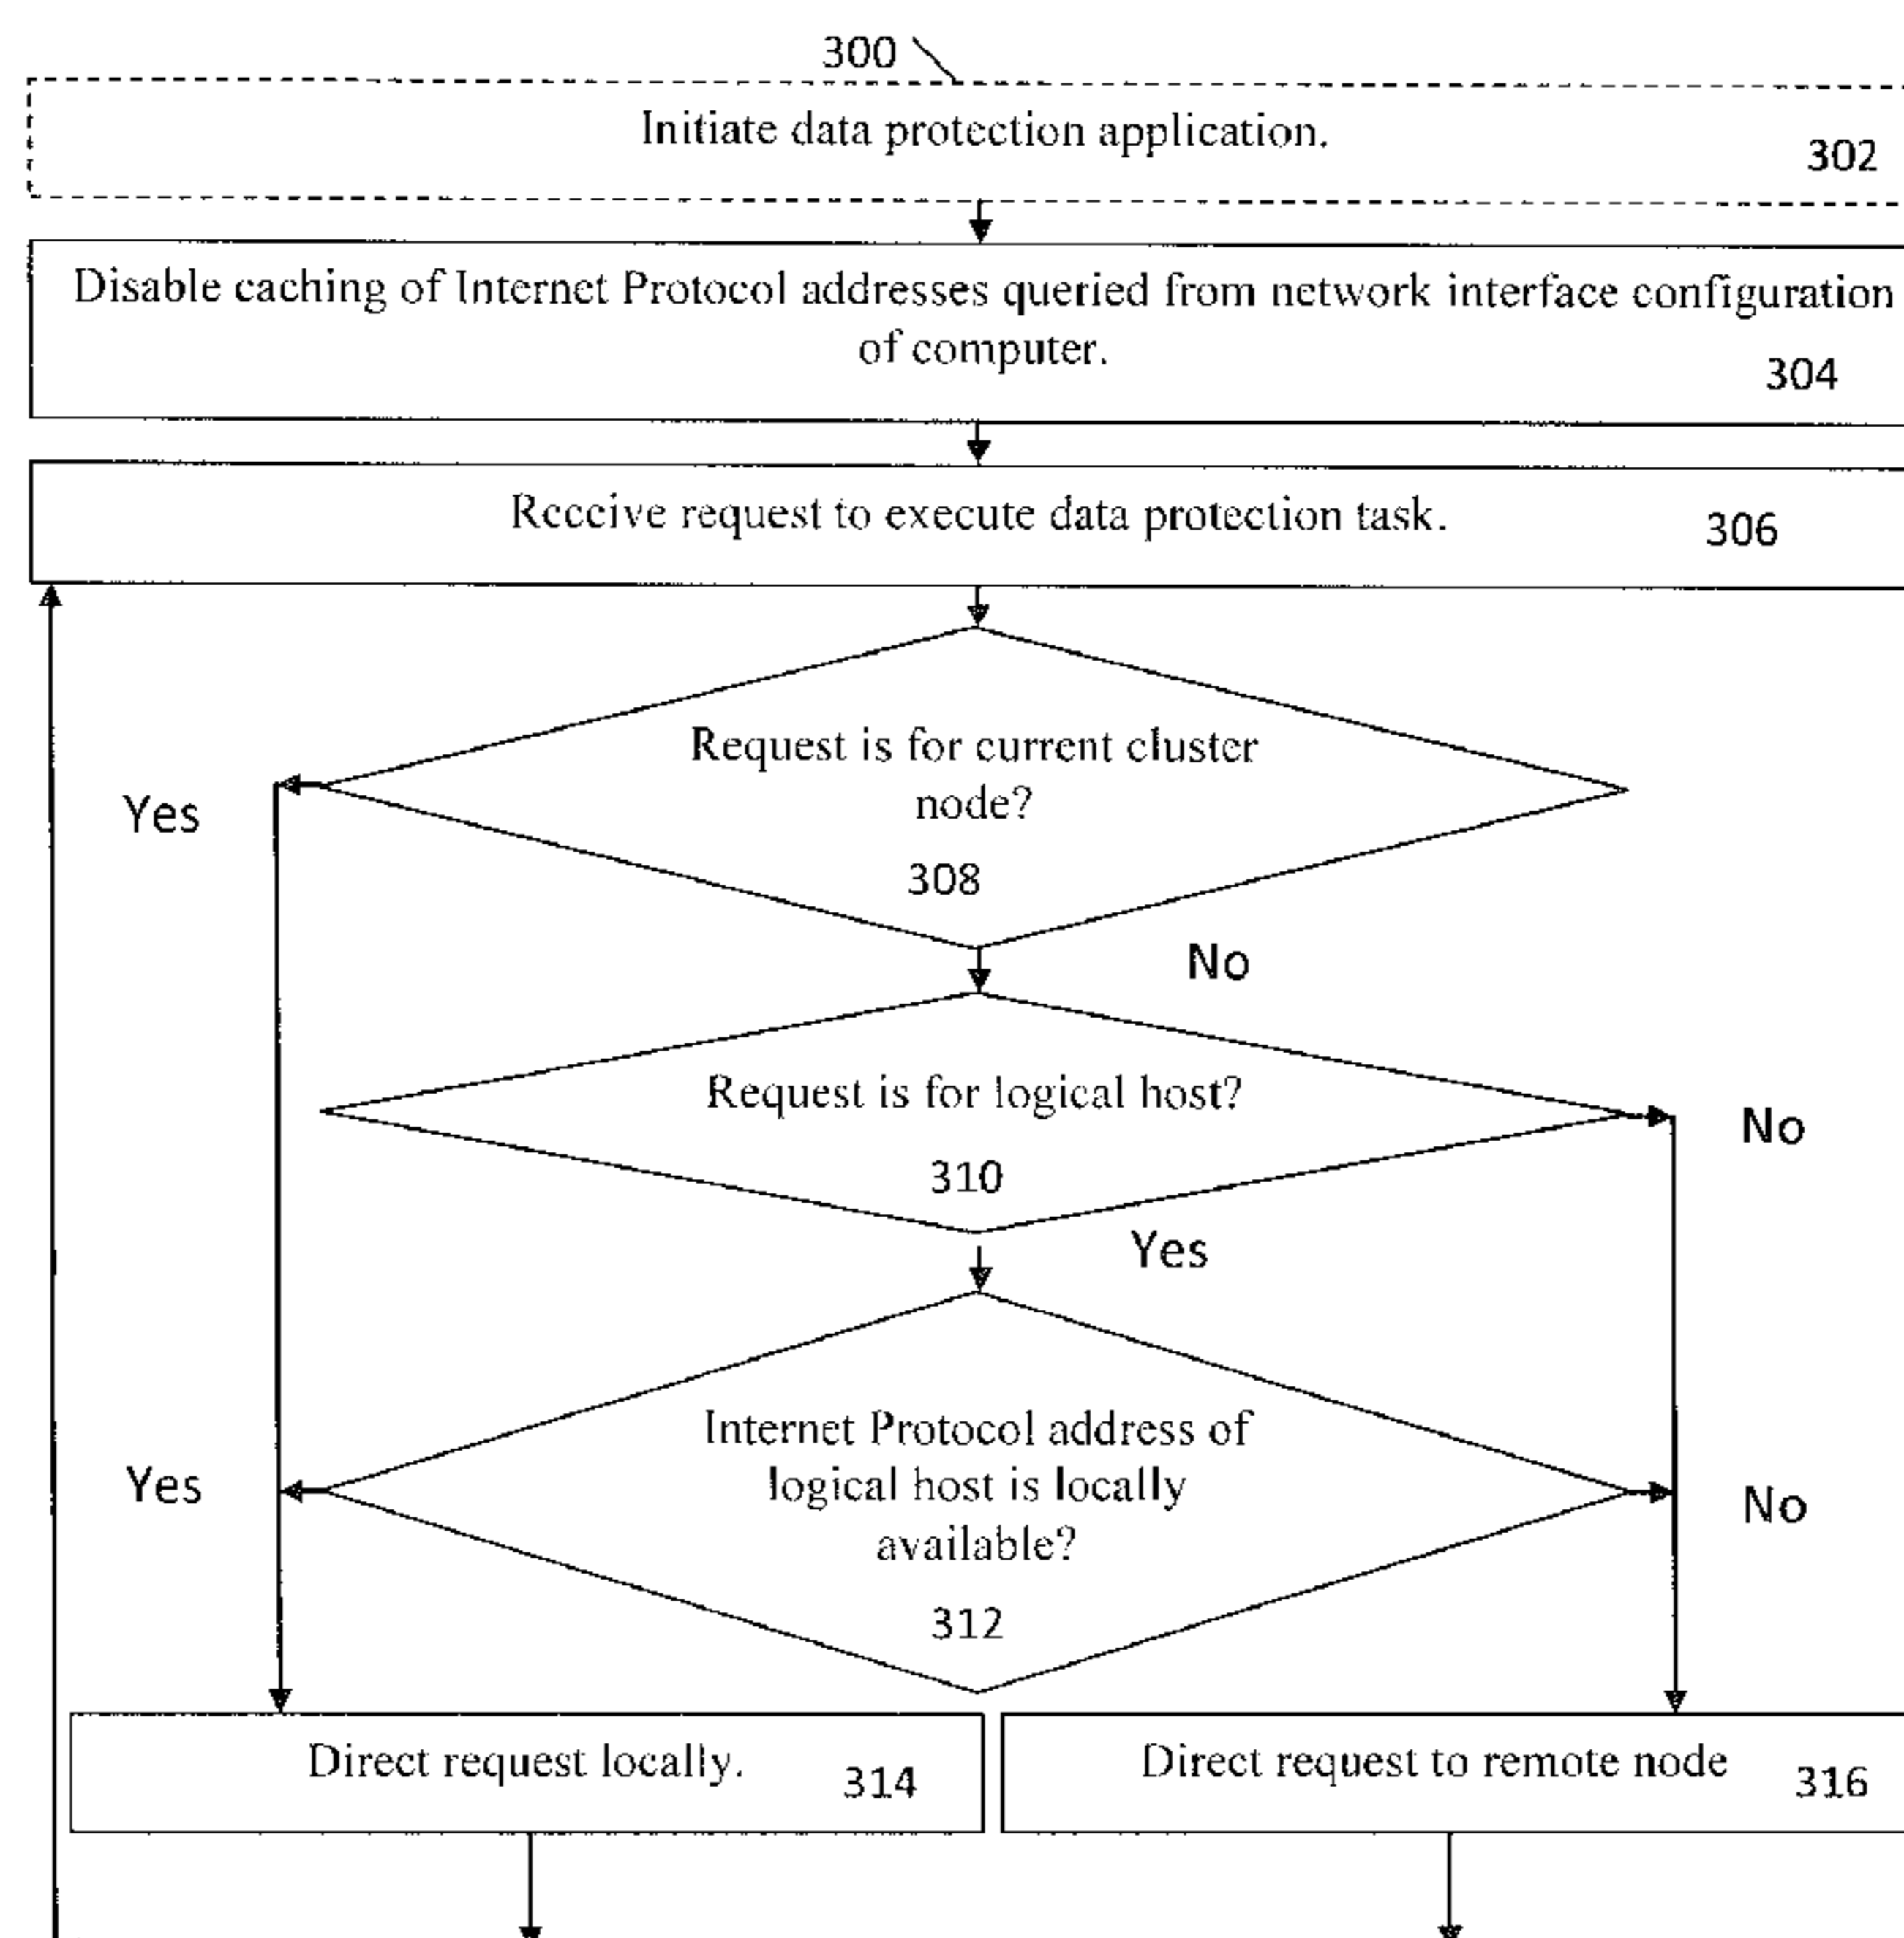 300
Initiate data protection application.
302
Disable caching of Internet Protocol addresses queried from network interface configuration
of computer.
304
Receive request to execute data protection task.
306
Request is for current cluster
node?
308
Yes
No
Request is for logical host?
310
No
Yes
Internet Protocol address of
logical host is locally
available?
312
Yes
No
Direct request locally.
314
Direct request to remote node
316